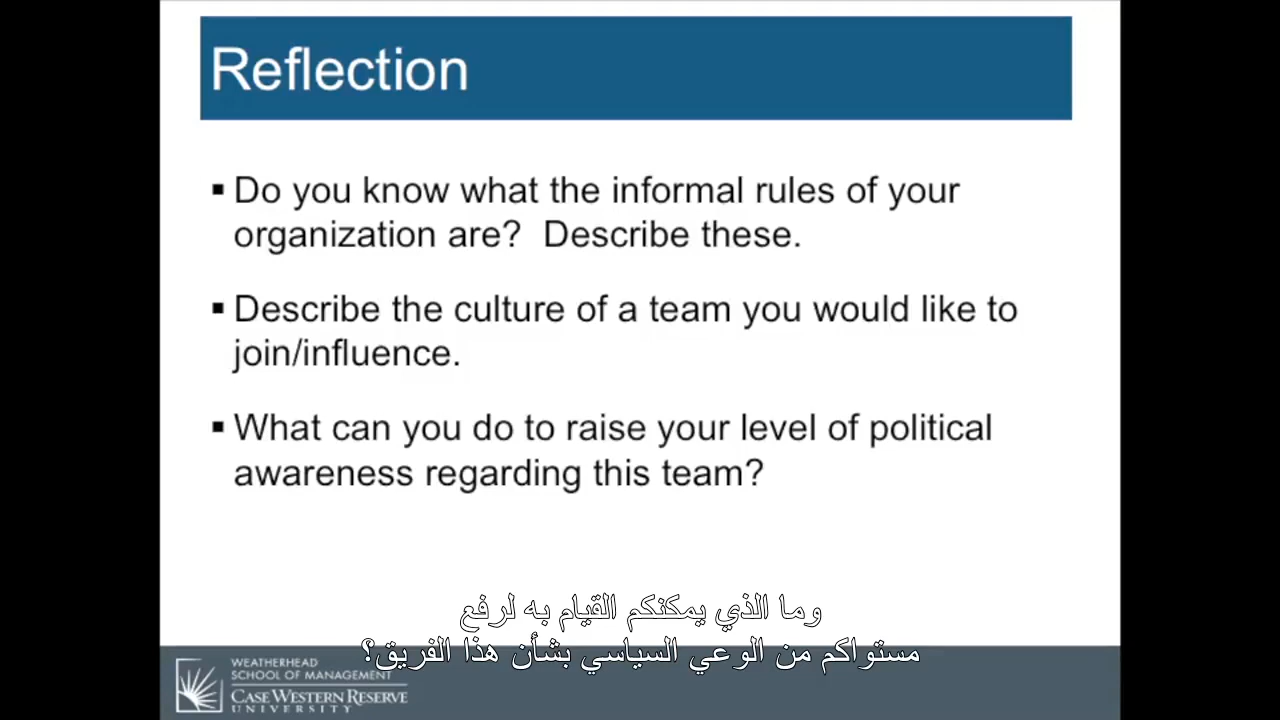 Reflection
▪ Do you know what the informal rules of your
organization are?  Describe these.
▪ Describe the culture of a team you would like to
join/influence.
▪ What can you do to raise your level of political
awareness regarding this team?
وما الذي يمكنكم القيام به لرفع
مستواكم من الوعي السياسي بشأن هذا الفريق؟
WEATHERHEAD
SCHOOL OF MANAGEMENT
CASE WESTERN RESERVE
UNIVERSITY